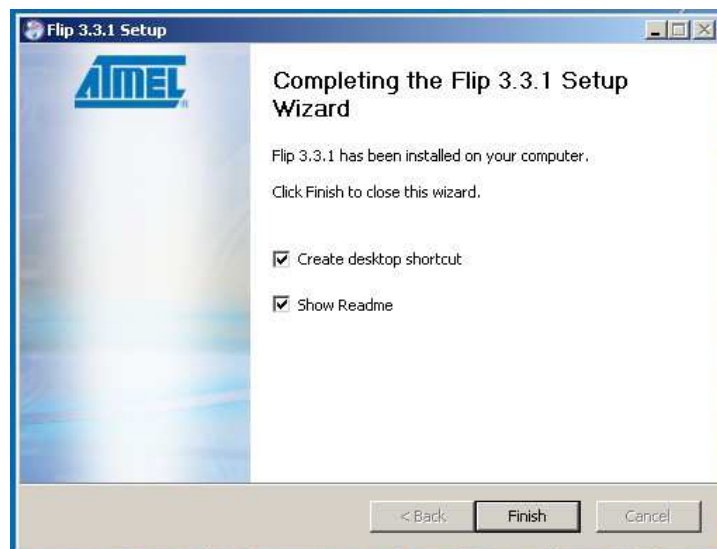 Flip 3.3.1 Setup
ATMEL
®
Completing the Flip 3.3.1 Setup
Wizard
Flip 3.3.1 has been installed on your computer.
Click Finish to close this wizard.
Create desktop shortcut
Show Readme
< Back
Finish
Cancel